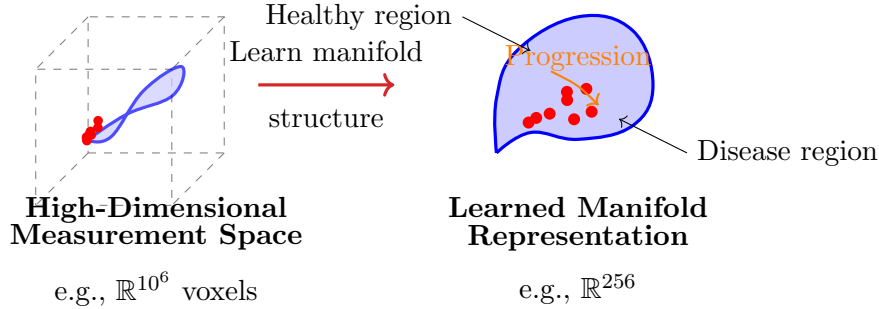 Healthy region
Learn manifold
structure
Progression
Disease region
High-Dimensional
Measurement Space
e.g., ℝ^{10^6} voxels
Learned Manifold
Representation
e.g., ℝ^{256}